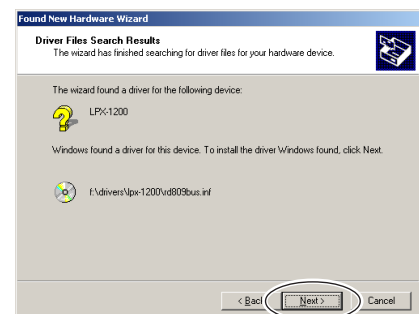 Found New Hardware Wizard
Driver Files Search Results
The wizard has finished searching for driver files for your hardware device.
The wizard found a driver for the following device:
LPX-1200
Windows found a driver for this device. To install the driver Windows found, click Next.
f:\drivers\lpx-1200\rd809bus.inf
< Back Next > Cancel